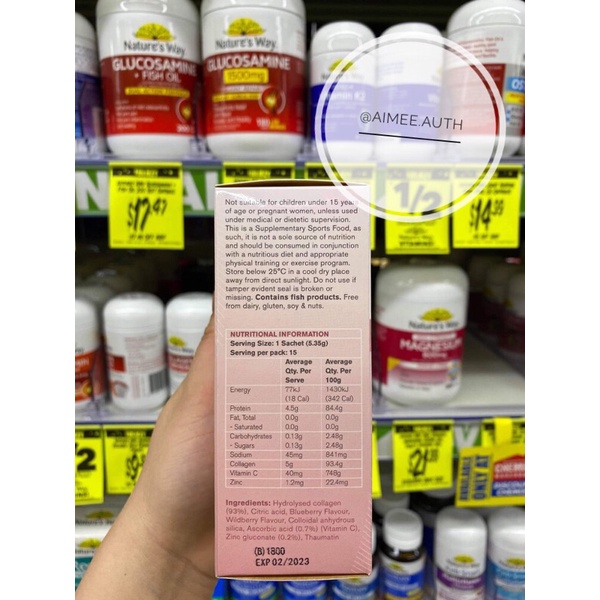 Nature's Way
GLUCOSAMINE
+ FISH OIL
Nature's Way
GLUCOSAMINE
1500mg
@AIMEE.AUTH
$17.49
1/2
$14
Not suitable for children under 15 years
of age or pregnant women, unless used
under medical or dietetic supervision.
This is a Supplementary Sports Food, as
such, it is not a sole source of nutrition
and should be consumed in conjunction
with a nutritious diet and appropriate
physical training or exercise program.
Store below 25°C in a cool dry place
away from direct sunlight. Do not use if
tamper evident seal is broken or
missing. Contains fish products. Free
from dairy, gluten, soy & nuts.
Nature's Way
MAGNESIUM
NUTRITIONAL INFORMATION
Serving Size: 1 Sachet (5.35g)
Serving per pack: 15
Average Qty. Per Serve Average Qty. Per 100g
Energy 77kJ (18 Cal) 1430kJ (342 Cal)
Protein 4.5g 84.4g
Fat, Total 0.0g 0.0g
- Saturated 0.0g 0.0g
Carbohydrates 0.13g 2.48g
- Sugars 0.13g 2.48g
Sodium 45mg 841mg
Collagen 5g 93.4g
Vitamin C 40mg 748g
Zinc 1.2mg 22.4mg
Ingredients: Hydrolysed collagen
(93%), Citric acid, Blueberry Flavour,
Wildberry Flavour, Colloidal anhydrous
silica, Ascorbic acid (0.7%) (Vitamin C),
Zinc gluconate (0.2%), Thaumatin
(B) 1800
EXP 02/2023
/2
$21
ONLY AT